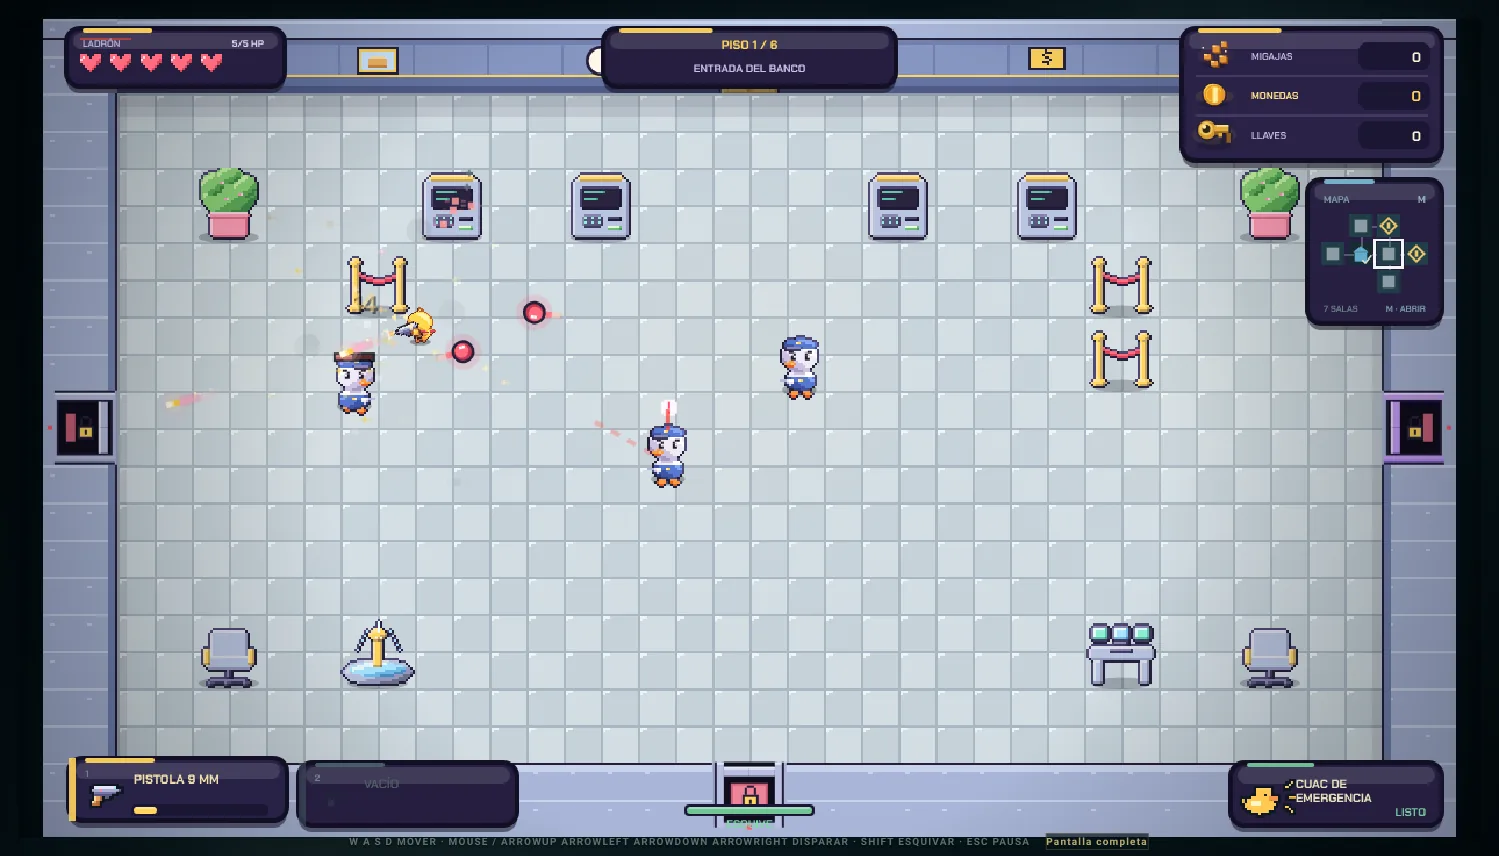 LADRÓN 5/5 HP
PISO 1 / 6
ENTRADA DEL BANCO
MIGAJAS 0
MONEDAS 0
LLAVES 0
MAPA M
7 SALAS M · ABRIR
1
PISTOLA 9 MM
2
VACÍO
CUAC DE
EMERGENCIA
LISTO
W A S D MOVER · MOUSE / ARROWUP ARROWLEFT ARROWDOWN ARROWRIGHT DISPARAR · SHIFT ESQUIVAR · ESC PAUSA Pantalla completa